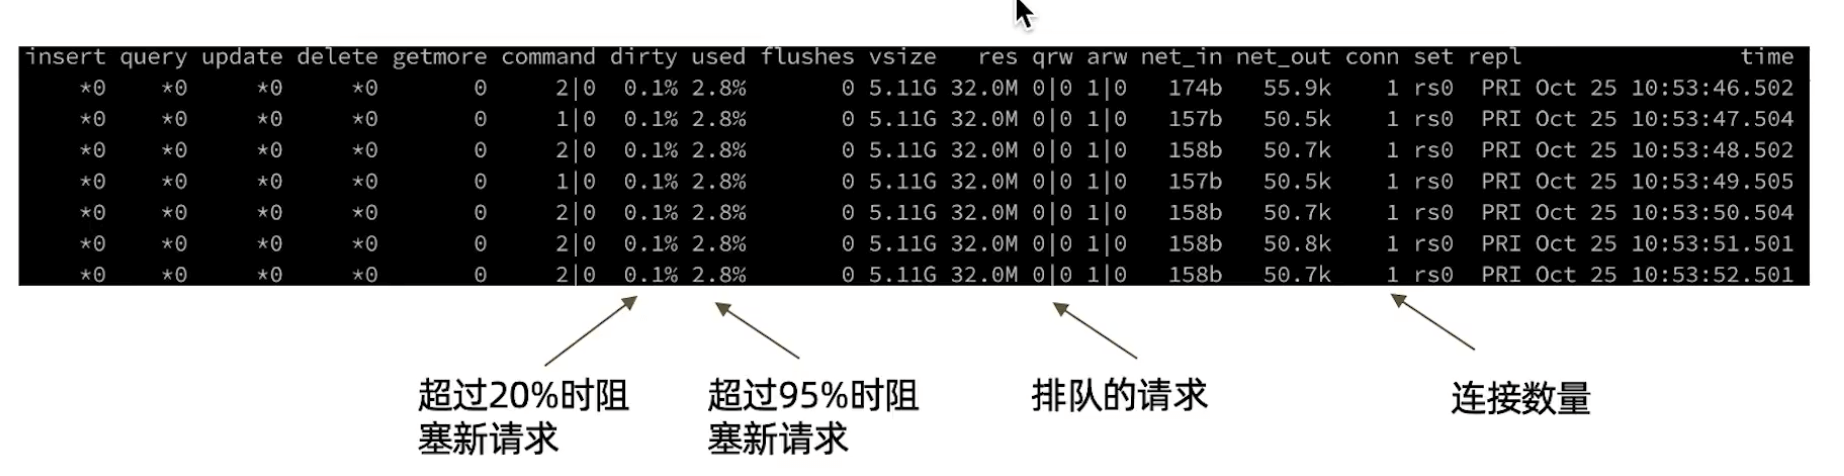 insert query update delete getmore command dirty used flushes vsize res qrw arw net_in net_out conn set repl time
*0 *0 *0 *0 0 2|0 0.1% 2.8% 0 5.11G 32.0M 0|0 1|0 174b 55.9k 1 rs0 PRI Oct 25 10:53:46.502
*0 *0 *0 *0 0 1|0 0.1% 2.8% 0 5.11G 32.0M 0|0 1|0 157b 50.5k 1 rs0 PRI Oct 25 10:53:47.504
*0 *0 *0 *0 0 2|0 0.1% 2.8% 0 5.11G 32.0M 0|0 1|0 158b 50.7k 1 rs0 PRI Oct 25 10:53:48.502
*0 *0 *0 *0 0 1|0 0.1% 2.8% 0 5.11G 32.0M 0|0 1|0 157b 50.5k 1 rs0 PRI Oct 25 10:53:49.505
*0 *0 *0 *0 0 2|0 0.1% 2.8% 0 5.11G 32.0M 0|0 1|0 158b 50.7k 1 rs0 PRI Oct 25 10:53:50.504
*0 *0 *0 *0 0 2|0 0.1% 2.8% 0 5.11G 32.0M 0|0 1|0 158b 50.8k 1 rs0 PRI Oct 25 10:53:51.501
*0 *0 *0 *0 0 2|0 0.1% 2.8% 0 5.11G 32.0M 0|0 1|0 158b 50.7k 1 rs0 PRI Oct 25 10:53:52.501
超过20%时阻
塞新请求
超过95%时阻
塞新请求
排队的请求
连接数量